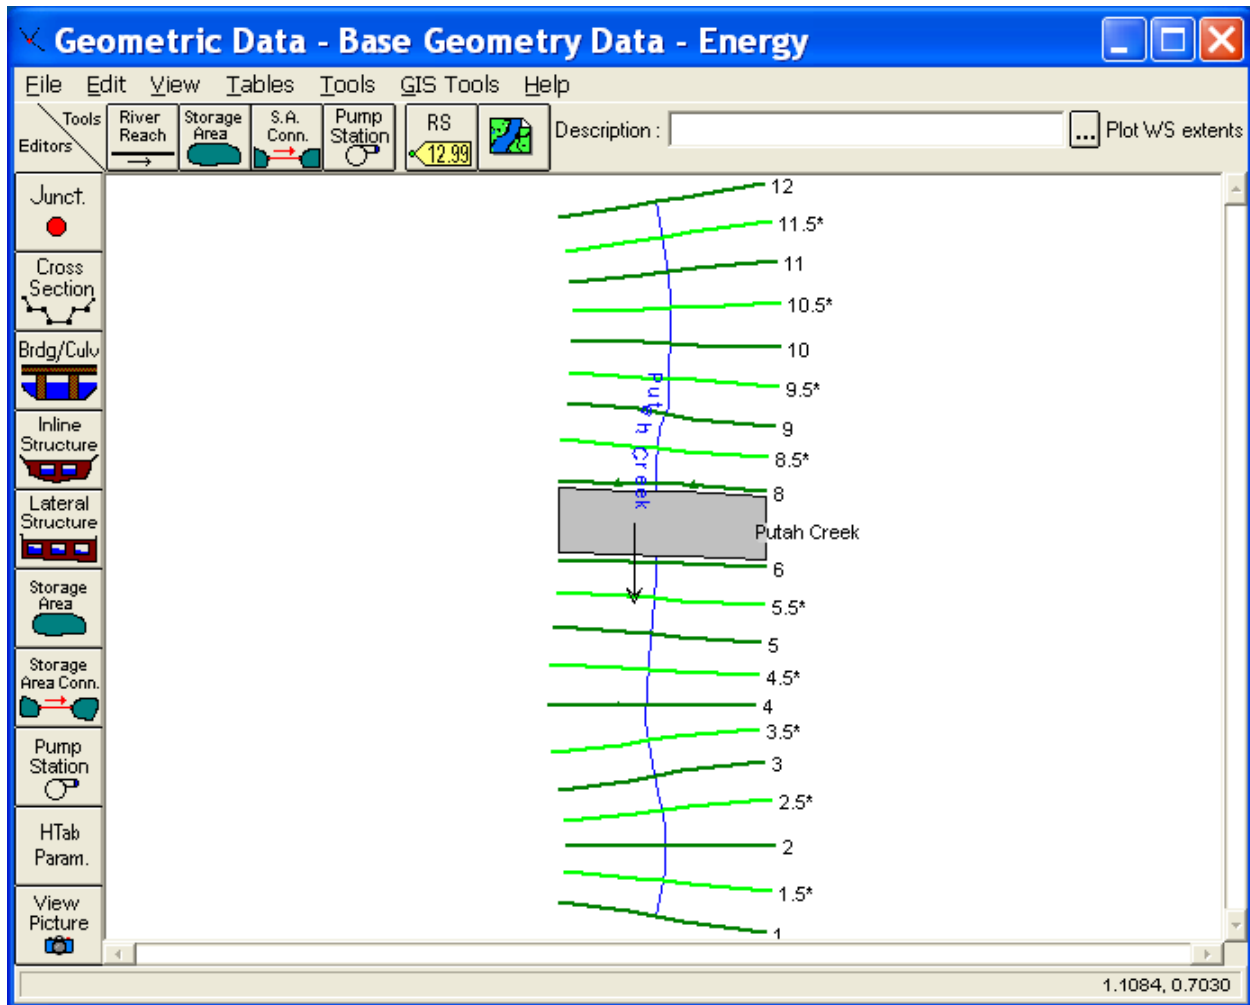 Geometric Data - Base Geometry Data - Energy
File Edit View Tables Tools GIS Tools Help
Tools
Editors
River
Reach
Storage
Area
S.A.
Conn.
Pump
Station
RS
12.99
Description :
...
Plot WS extents
Junct.
Cross
Section
Brdg/Culv
Inline
Structure
Lateral
Structure
Storage
Area
Storage
Area Conn.
Pump
Station
HTab
Param.
View
Picture
12
11.5*
11
10.5*
10
9.5*
9
8.5*
8
Putah Creek
Putah Creek
6
5.5*
5
4.5*
4
3.5*
3
2.5*
2
1.5*
1
1.1084, 0.7030